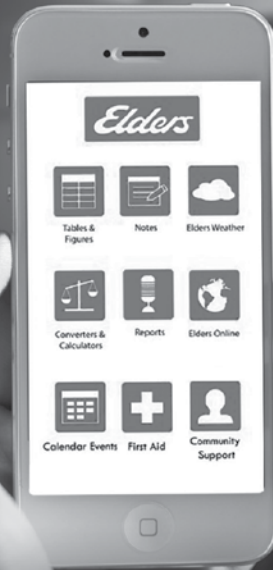 Elders
Tables &
Figures
Notes
Elders Weather
Converters &
Calculators
Reports
Elders Online
Calendar Events
First Aid
Community
Support